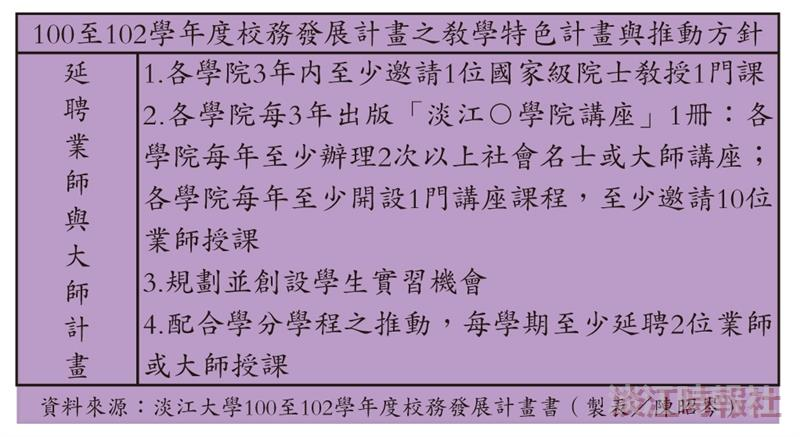 100至102學年度校務發展計畫之教學特色計畫與推動方針
延聘業師與大師計畫
1.各學院3年內至少邀請1位國家級院士教授1門課
2.各學院每3年出版「淡江○學院講座」1冊：各
學院每年至少辦理2次以上社會名士或大師講座；
各學院每年至少開設1門講座課程，至少邀請10位
業師授課
3.規劃並創設學生實習機會
4.配合學分學程之推動，每學期至少延聘2位業師
或大師授課
資料來源：淡江大學100至102學年度校務發展計畫書（製表／陳昭岑）
淡江時報社